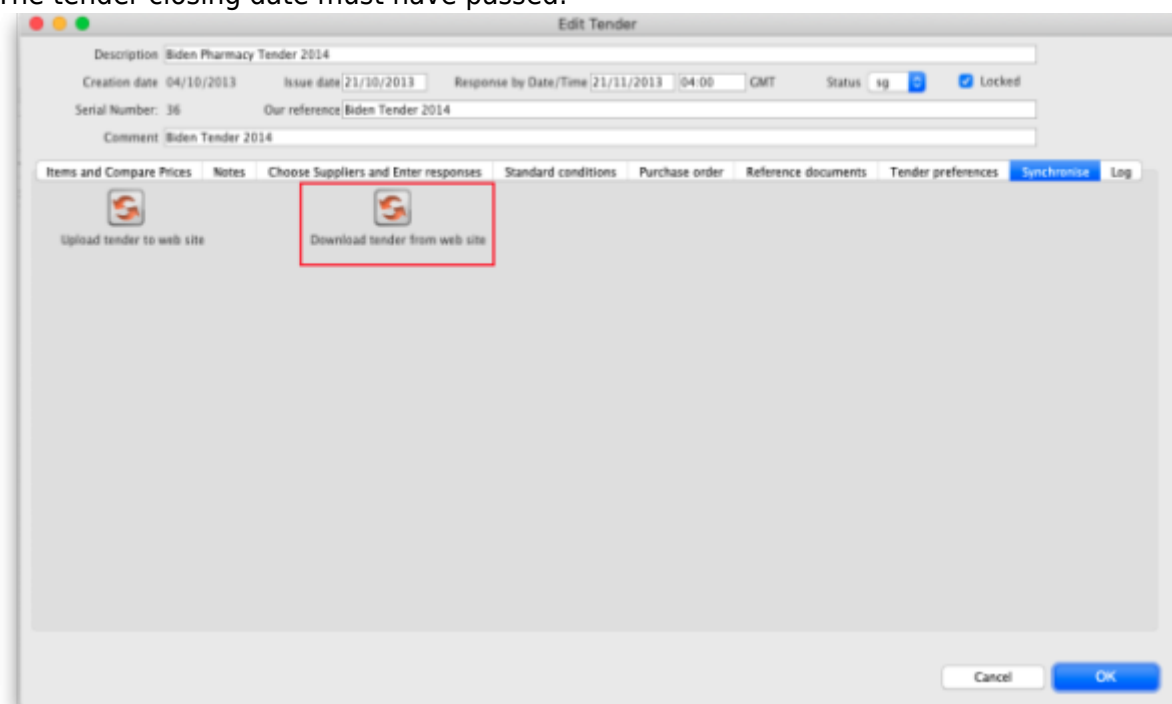 The tender closing date must have passed.
Edit Tender
Description Biden Pharmacy Tender 2014
Creation date 04/10/2013 Issue date 21/10/2013 Response by Date/Time 21/11/2013 04:00 GMT Status sg Locked
Serial Number: 36 Our reference Biden Tender 2014
Comment Biden Tender 2014
Items and Compare Prices Notes Choose Suppliers and Enter responses Standard conditions Purchase order Reference documents Tender preferences Synchronise Log
Upload tender to web site Download tender from web site
Cancel OK